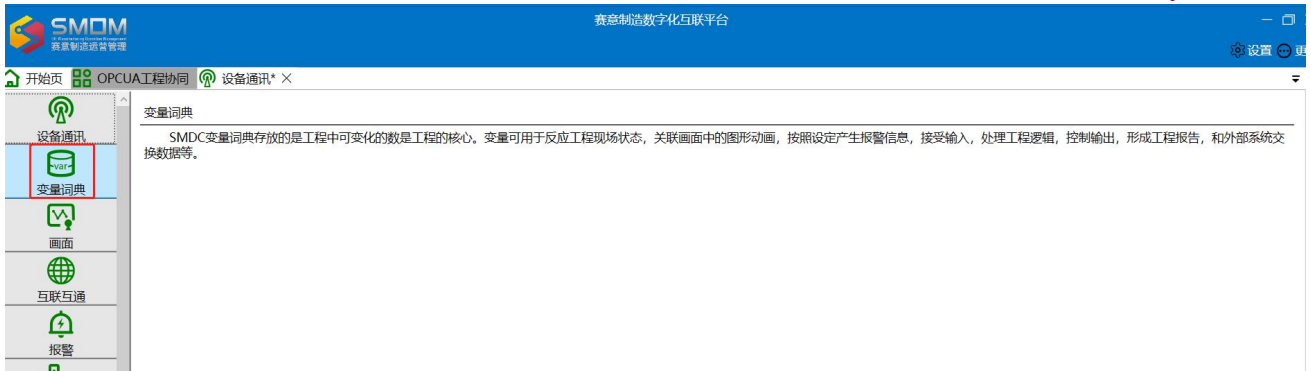 SMOM
赛意制造运营管理
赛意制造数字化互联平台
设置 更
开始页 OPCUA工程协同 设备通讯*
设备通讯
变量词典
画面
互联互通
报警
变量词典
SMDC变量词典存放的是工程中可变化的数是工程的核心。变量可用于反应工程现场状态，关联画面中的图形动画，按照设定产生报警信息，接受输入，处理工程逻辑，控制输出，形成工程报告，和外部系统交
换数据等。